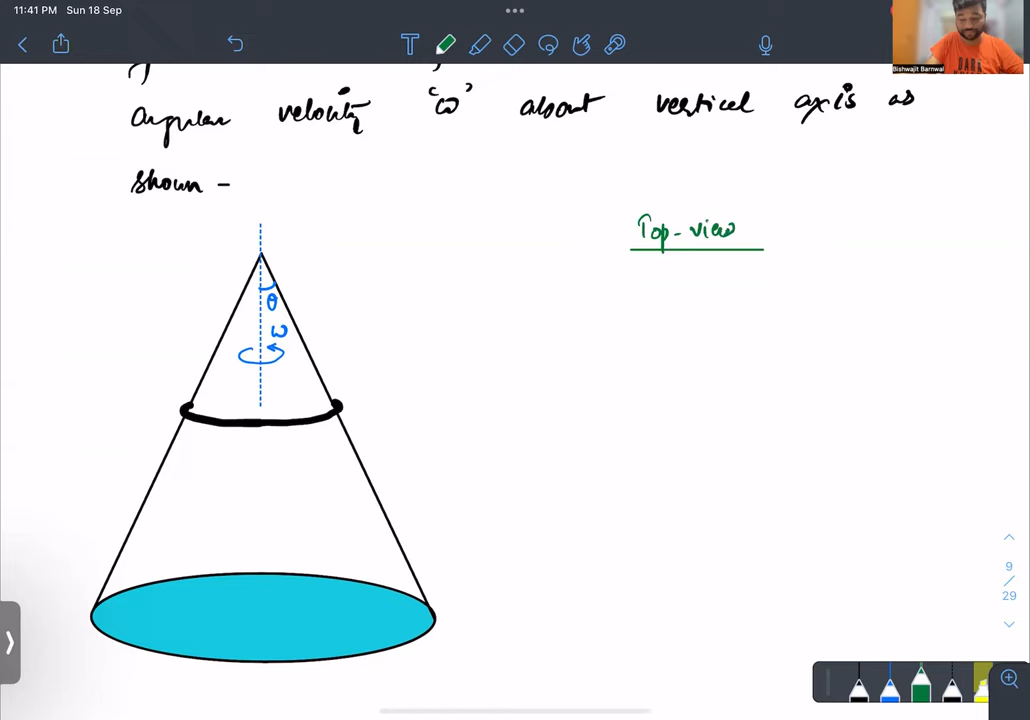 11:41 PM Sun 18 Sep
Bishwajit Barnwal
angular velocity 'ω' about vertical axis as
shown -
Top-view
θ
ω
9
/
29